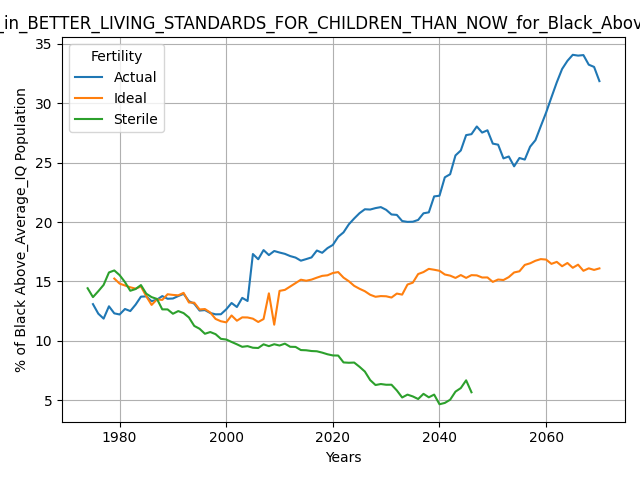 _in_BETTER_LIVING_STANDARDS_FOR_CHILDREN_THAN_NOW_for_Black_Abov
Fertility
Actual
Ideal
Sterile
% of Black Above_Average_IQ Population
35
30
25
20
15
10
5
1980 2000 2020 2040 2060
Years